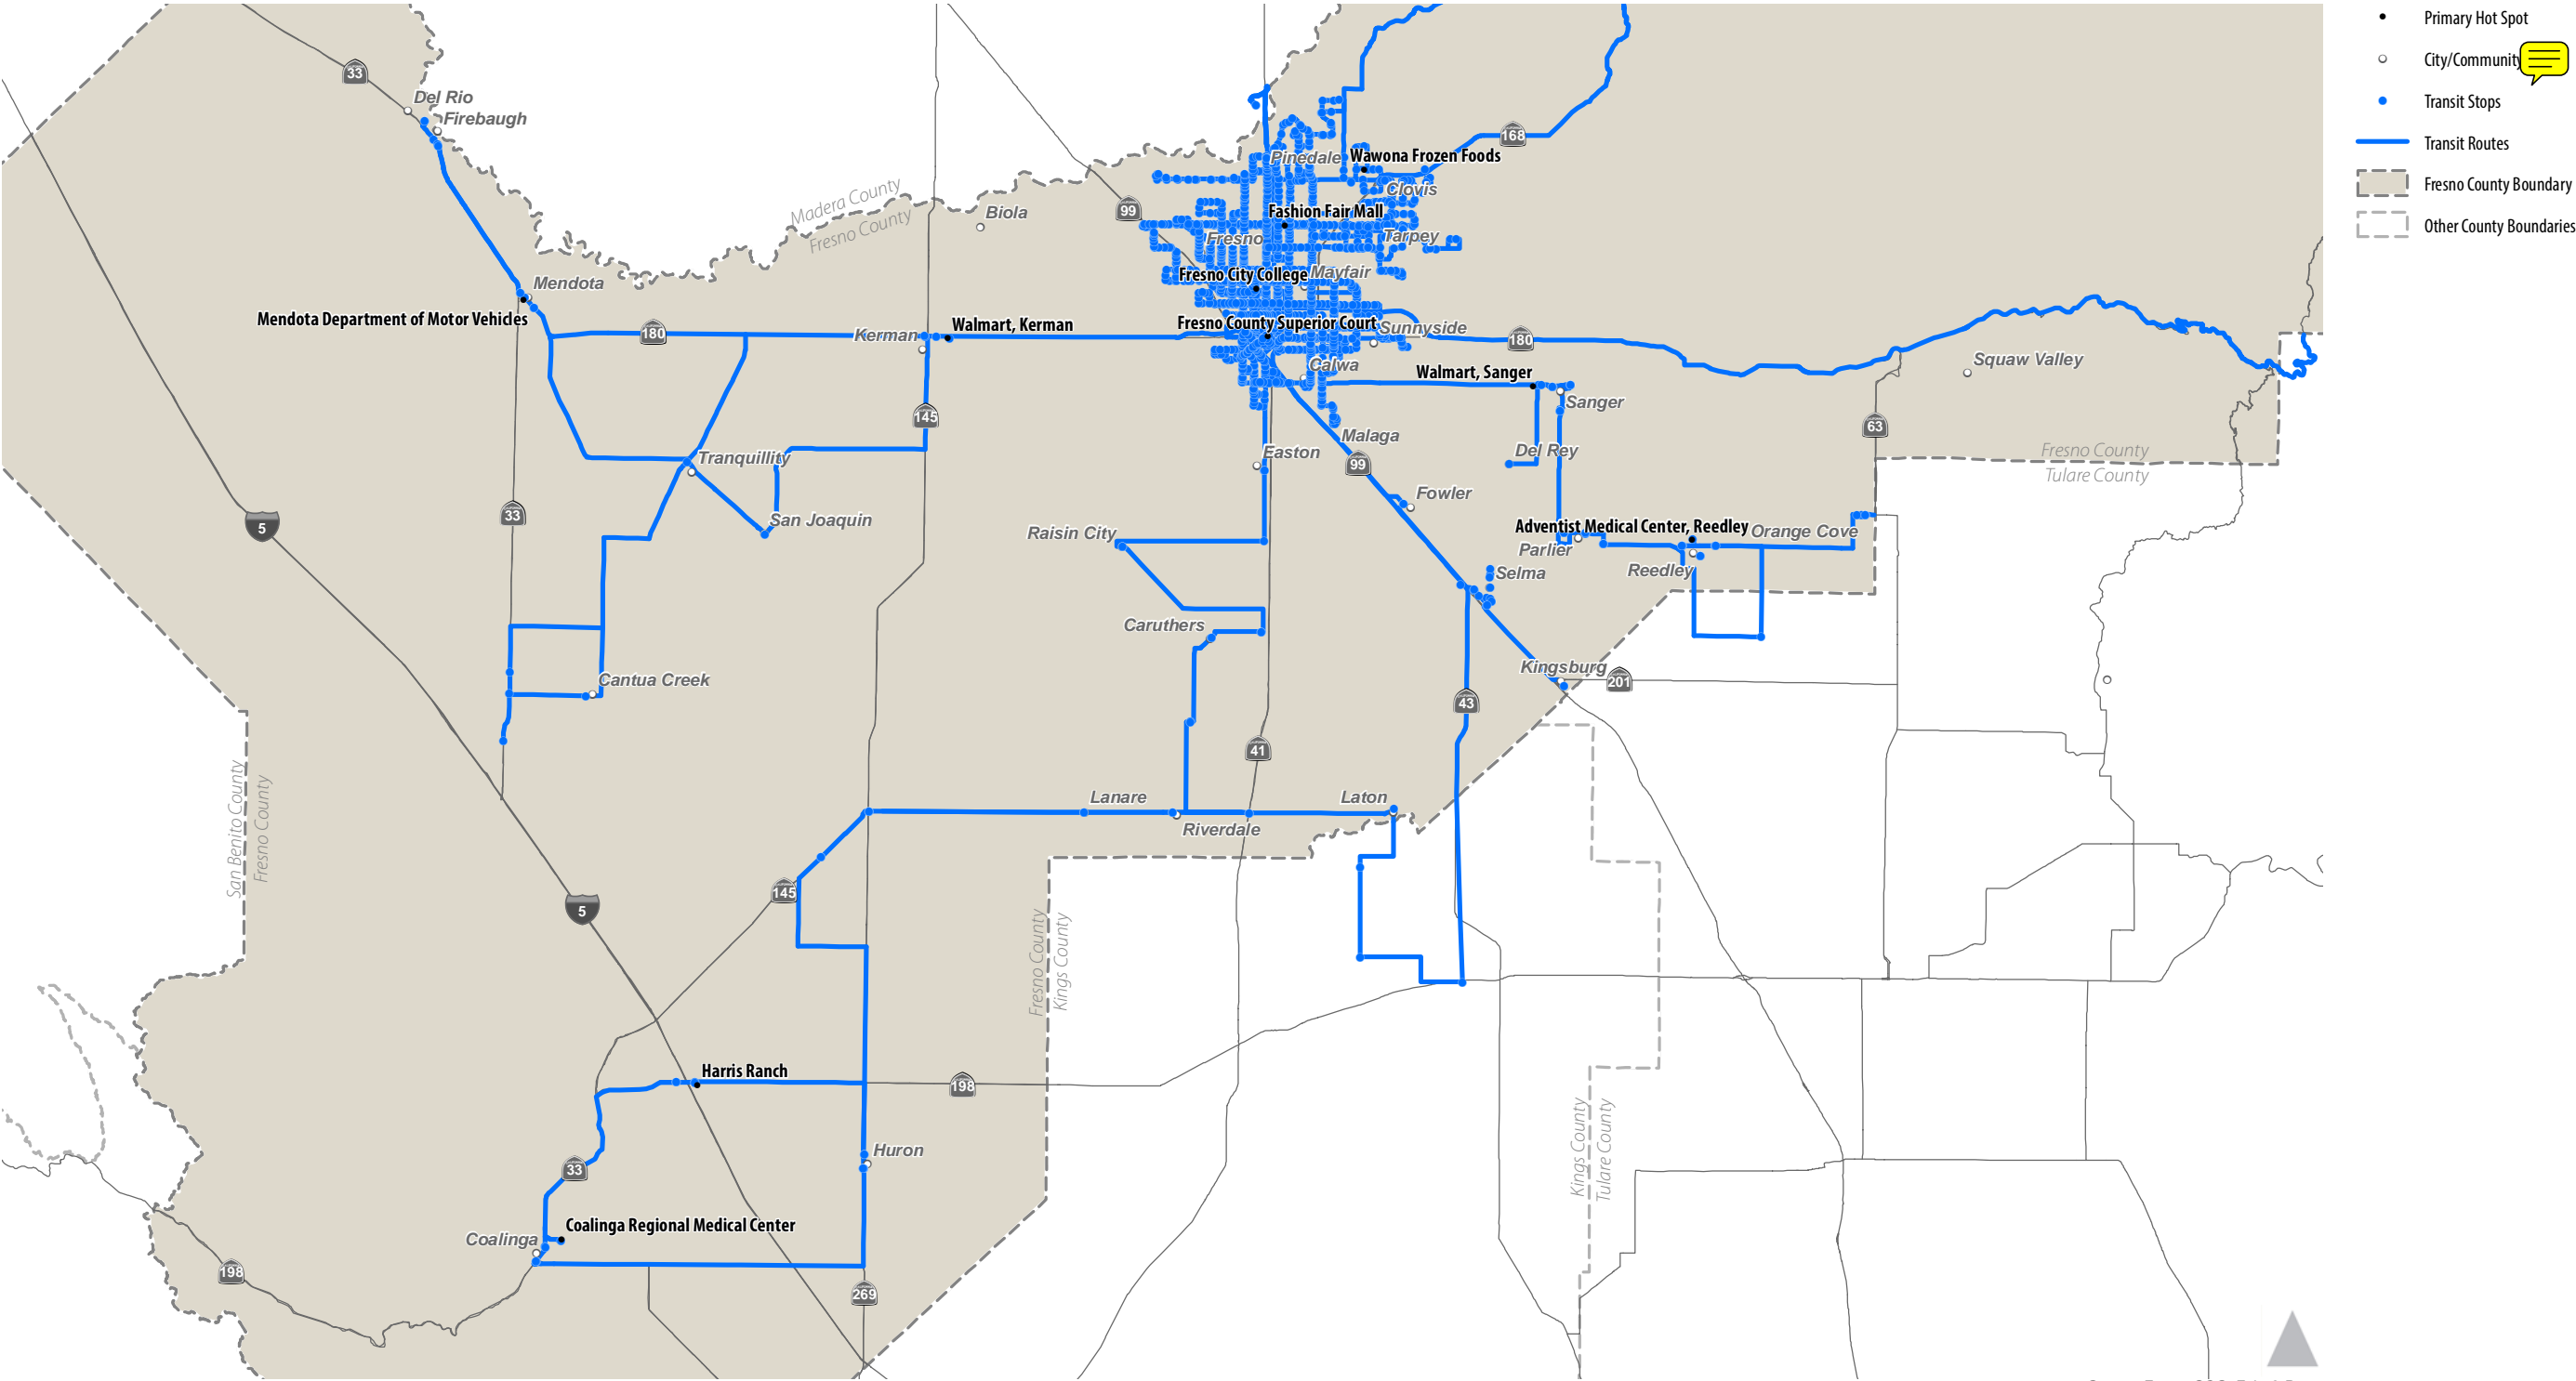 Primary Hot Spot
City/Community
Transit Stops
Transit Routes
Fresno County Boundary
Other County Boundaries
33
Del Rio
Firebaugh
168
Pinedale
Wawona Frozen Foods
Clovis
Madera County
Fresno County
Biola
99
Fashion Fair Mall
Fresno
Tarpey
Fresno City College
Mayfair
Mendota
Mendota Department of Motor Vehicles
180
Kerman
Walmart, Kerman
Fresno County Superior Court
Sunnyside
180
Calwa
Walmart, Sanger
Squaw Valley
Sanger
145
63
Malaga
Easton
Del Rey
Fresno County
Tulare County
Tranquillity
99
Fowler
5
33
San Joaquin
Raisin City
Adventist Medical Center, Reedley
Orange Cove
Parlier
Selma
Reedley
Caruthers
Kingsburg
201
Cantua Creek
43
41
San Benito County
Fresno County
Lanare
Laton
Riverdale
145
5
Fresno County
Kings County
Harris Ranch
198
Huron
33
Kings County
Tulare County
Coalinga Regional Medical Center
Coalinga
198
269